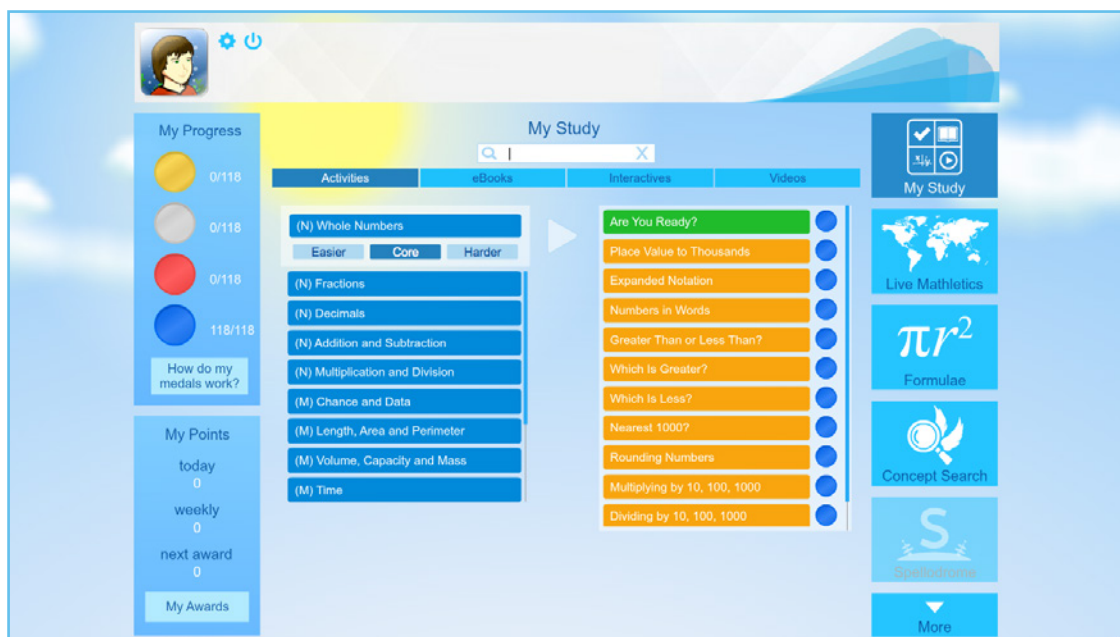 My Progress
0/118
0/118
0/118
118/118
How do my
medals work?
My Points
today
0
weekly
0
next award
0
My Awards
My Study
X
Activities
eBooks
Interactives
Videos
(N) Whole Numbers
Easier
Core
Harder
(N) Fractions
(N) Decimals
(N) Addition and Subtraction
(N) Multiplication and Division
(M) Chance and Data
(M) Length, Area and Perimeter
(M) Volume, Capacity and Mass
(M) Time
Are You Ready?
Place Value to Thousands
Expanded Notation
Numbers in Words
Greater Than or Less Than?
Which Is Greater?
Which Is Less?
Nearest 1000?
Rounding Numbers
Multiplying by 10, 100, 1000
Dividing by 10, 100, 1000
My Study
Live Mathletics
πr²
Formulae
Concept Search
S
Spellodrome
More